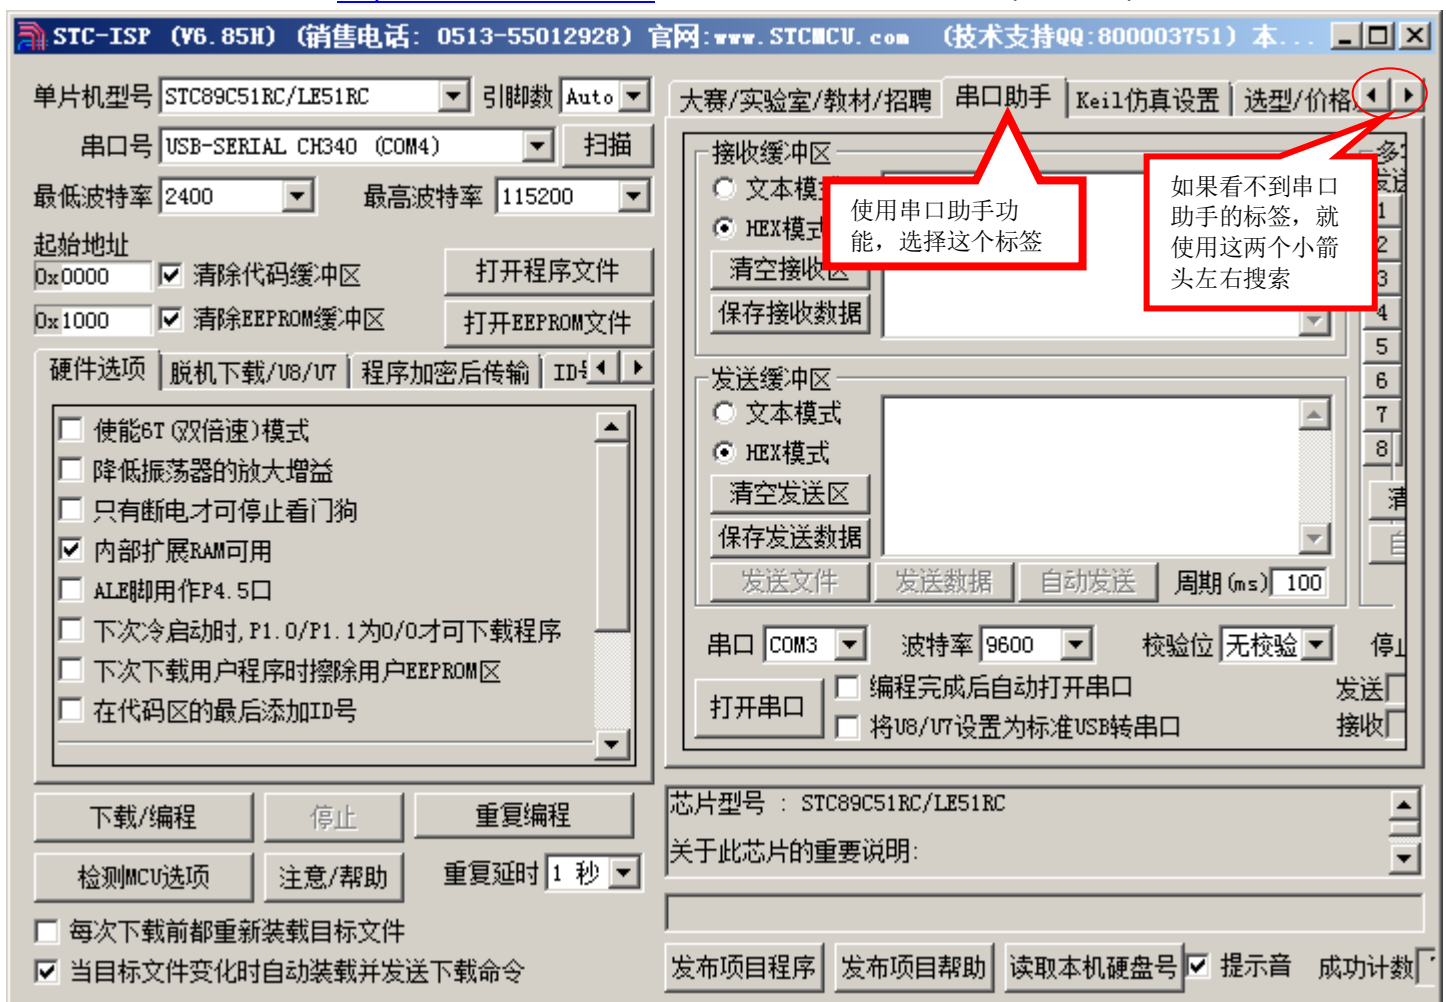 STC-ISP (V6.85H) (销售电话: 0513-55012928) 官网:www.STCMCU.com (技术支持QQ:800003751) 本...
单片机型号 STC89C51RC/LE51RC 引脚数 Auto
串口号 USB-SERIAL CH340 (COM4) 扫描
最低波特率 2400 最高波特率 115200
起始地址
0x0000 清除代码缓冲区 打开程序文件
0x1000 清除EEPROM缓冲区 打开EEPROM文件
硬件选项 脱机下载/U8/U7 程序加密后传输
使能6T(双倍速)模式
降低振荡器的放大增益
只有断电才可停止看门狗
内部扩展RAM可用
ALE脚用作P4.5口
下次冷启动时,P1.0/P1.1为0/0才可下载程序
下次下载用户程序时擦除用户EEPROM区
在代码区的最后添加ID号
下载/编程 停止 重复编程
检测MCU选项 注意/帮助 重复延时 1 秒
每次下载前都重新装载目标文件
当目标文件变化时自动装载并发送下载命令
大赛/实验室/教材/招聘 串口助手 Keil仿真设置 选型/价格
接收缓冲区
文本模式
HEX模式
清空接收区
保存接收数据
使用串口助手功
能，选择这个标签
如果看不到串口
助手的标签，就
使用这两个小箭
头左右搜索
发送缓冲区
文本模式
HEX模式
清空发送区
保存发送数据
发送文件 发送数据 自动发送 周期(ms) 100
多
发送
1
2
3
4
5
6
7
8
清
自
串口 COM3 波特率 9600 校验位 无校验 停止
打开串口 编程完成后自动打开串口 发送
将U8/U7设置为标准USB转串口 接收
芯片型号 : STC89C51RC/LE51RC
关于此芯片的重要说明:
发布项目程序 发布项目帮助 读取本机硬盘号 提示音 成功计数